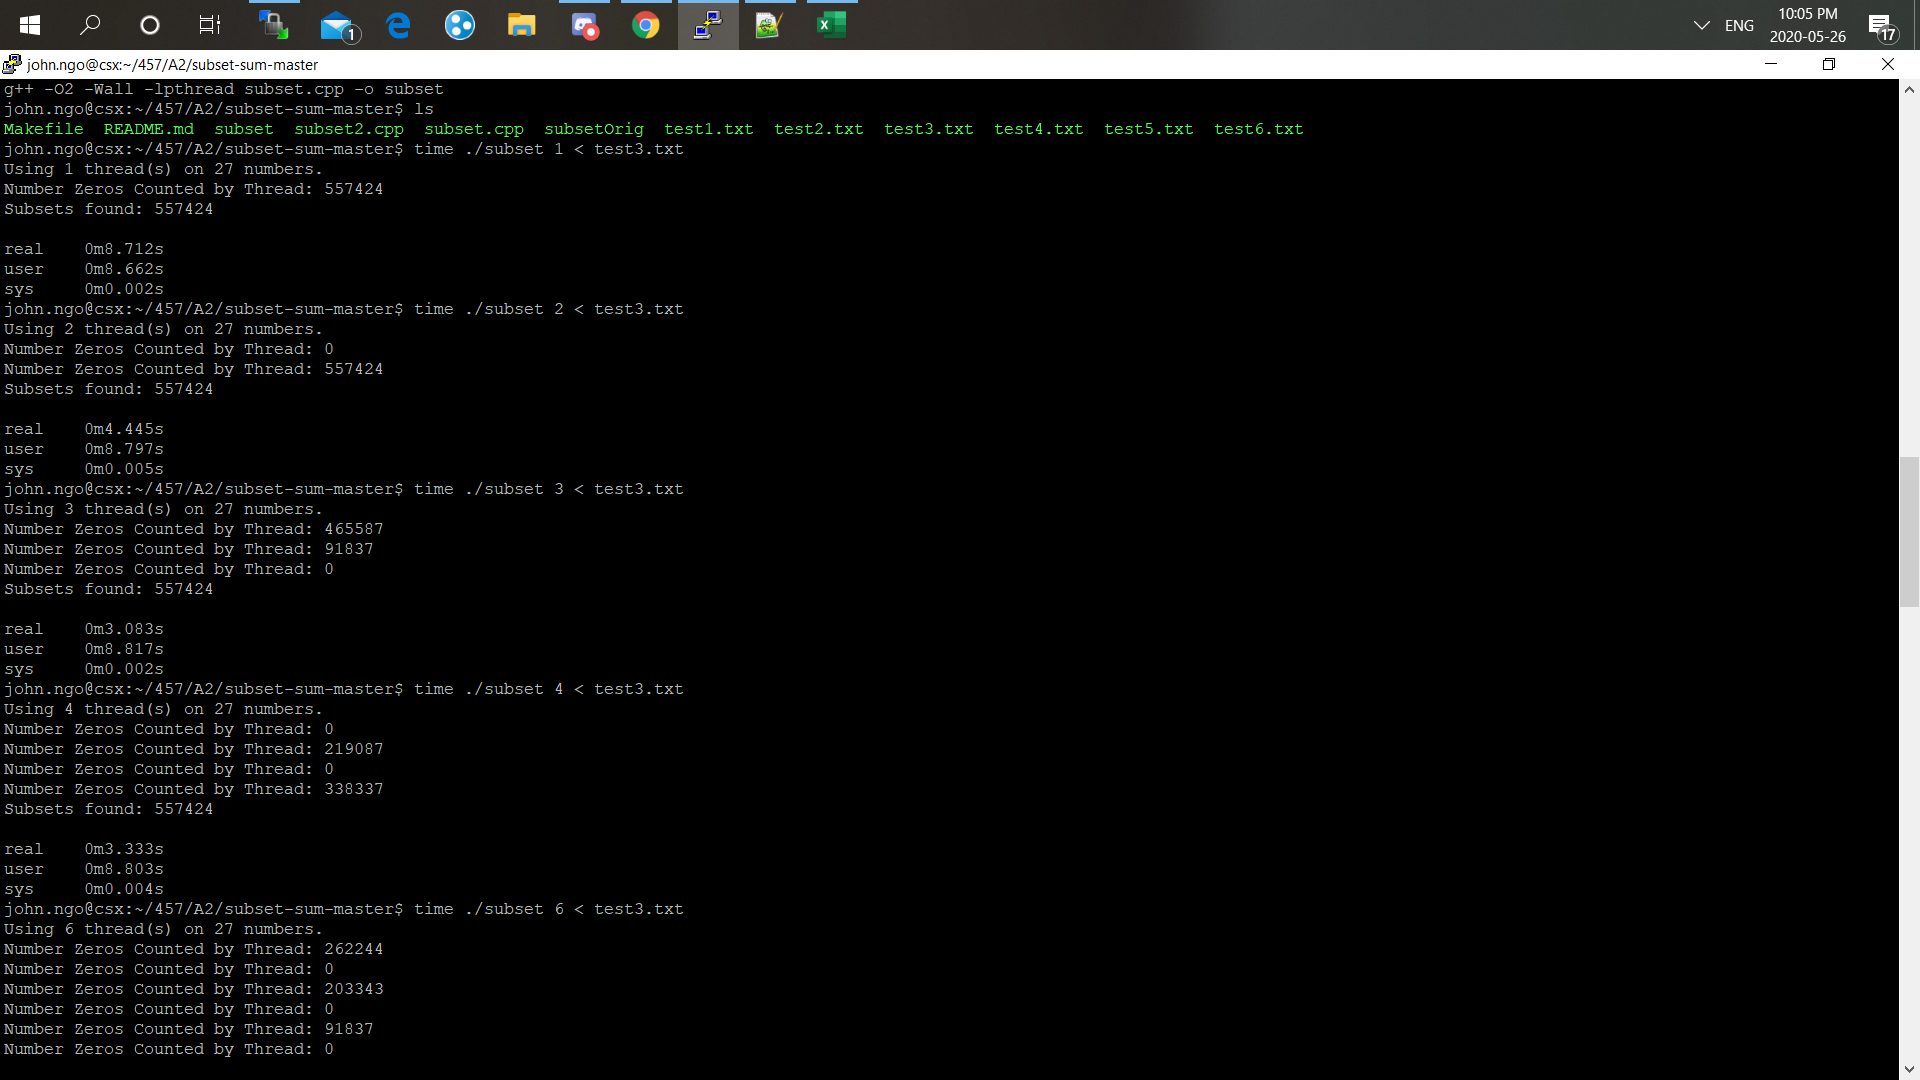 1
ENG
10:05 PM
2020-05-26
17
john.ngo@csx:~/457/A2/subset-sum-master
g++ -O2 -Wall -lpthread subset.cpp -o subset
john.ngo@csx:~/457/A2/subset-sum-master$ ls
Makefile  README.md  subset  subset2.cpp  subset.cpp  subsetOrig  test1.txt  test2.txt  test3.txt  test4.txt  test5.txt  test6.txt
john.ngo@csx:~/457/A2/subset-sum-master$ time ./subset 1 < test3.txt
Using 1 thread(s) on 27 numbers.
Number Zeros Counted by Thread: 557424
Subsets found: 557424
real    0m8.712s
user    0m8.662s
sys     0m0.002s
john.ngo@csx:~/457/A2/subset-sum-master$ time ./subset 2 < test3.txt
Using 2 thread(s) on 27 numbers.
Number Zeros Counted by Thread: 0
Number Zeros Counted by Thread: 557424
Subsets found: 557424
real    0m4.445s
user    0m8.797s
sys     0m0.005s
john.ngo@csx:~/457/A2/subset-sum-master$ time ./subset 3 < test3.txt
Using 3 thread(s) on 27 numbers.
Number Zeros Counted by Thread: 465587
Number Zeros Counted by Thread: 91837
Number Zeros Counted by Thread: 0
Subsets found: 557424
real    0m3.083s
user    0m8.817s
sys     0m0.002s
john.ngo@csx:~/457/A2/subset-sum-master$ time ./subset 4 < test3.txt
Using 4 thread(s) on 27 numbers.
Number Zeros Counted by Thread: 0
Number Zeros Counted by Thread: 219087
Number Zeros Counted by Thread: 0
Number Zeros Counted by Thread: 338337
Subsets found: 557424
real    0m3.333s
user    0m8.803s
sys     0m0.004s
john.ngo@csx:~/457/A2/subset-sum-master$ time ./subset 6 < test3.txt
Using 6 thread(s) on 27 numbers.
Number Zeros Counted by Thread: 262244
Number Zeros Counted by Thread: 0
Number Zeros Counted by Thread: 203343
Number Zeros Counted by Thread: 0
Number Zeros Counted by Thread: 91837
Number Zeros Counted by Thread: 0